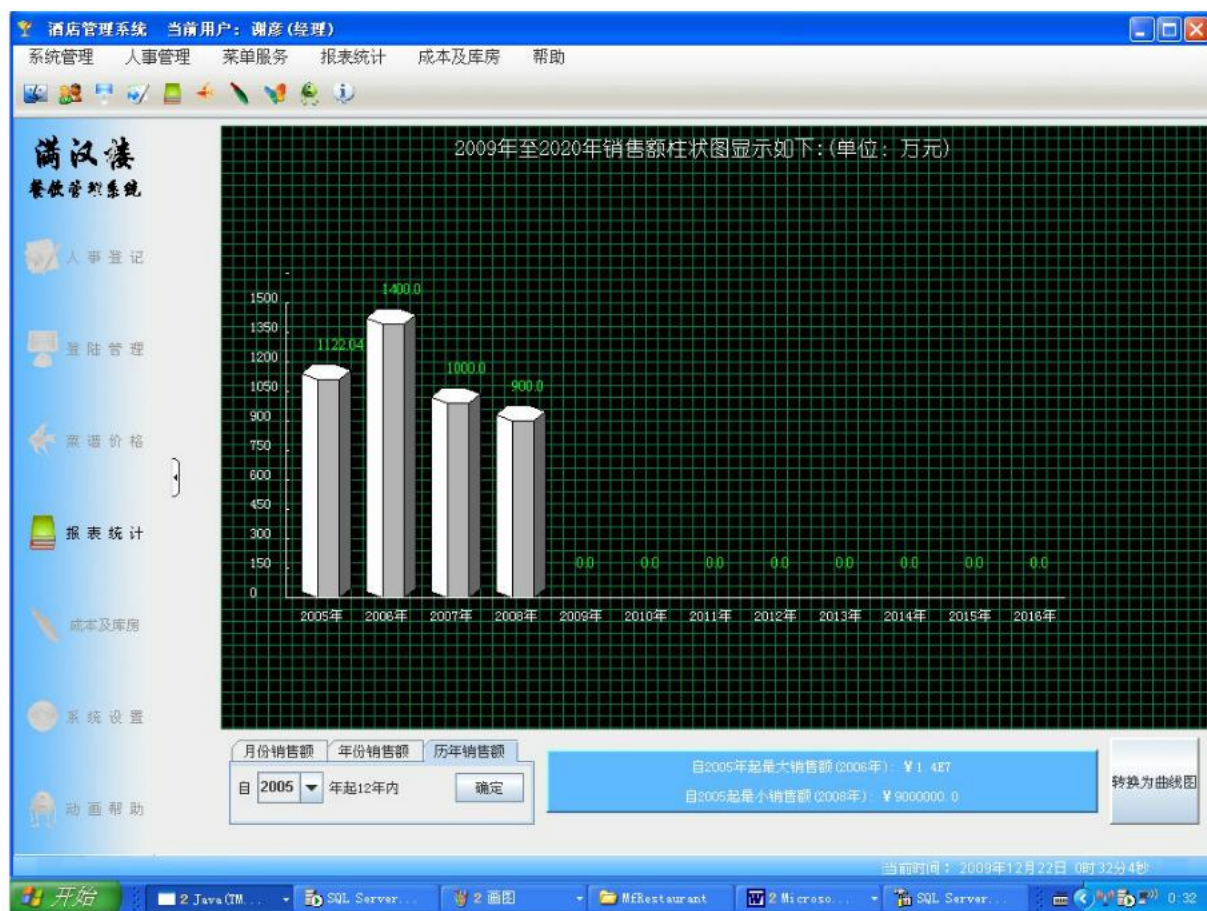 酒店管理系统 当前用户：谢彦(经理)
系统管理 人事管理 菜单服务 报表统计 成本及库房 帮助
满汉楼
餐饮管理系统
人事登记
登陆管理
菜谱价格
报表统计
成本及库房
系统设置
动画帮助
2009年至2020年销售额柱状图显示如下:(单位：万元)
1500
1350
1200
1050
900
750
600
450
300
150
0
1122.04
1400.0
1000.0
900.0
0.0 0.0 0.0 0.0 0.0 0.0 0.0 0.0
2005年 2006年 2007年 2008年 2009年 2010年 2011年 2012年 2013年 2014年 2015年 2016年
月份销售额 年份销售额 历年销售额
自 2005 年起12年内 确定
自2005年起最大销售额(2006年)：￥1.4E7
自2005起最小销售额(2008年)：￥9000000.0
转换为曲线图
当前时间：2009年12月22日 0时32分4秒
开始 2 Java(TM... SQL Server... 2 画图 MfRestaurant 2 Microso... SQL Server... 0:32